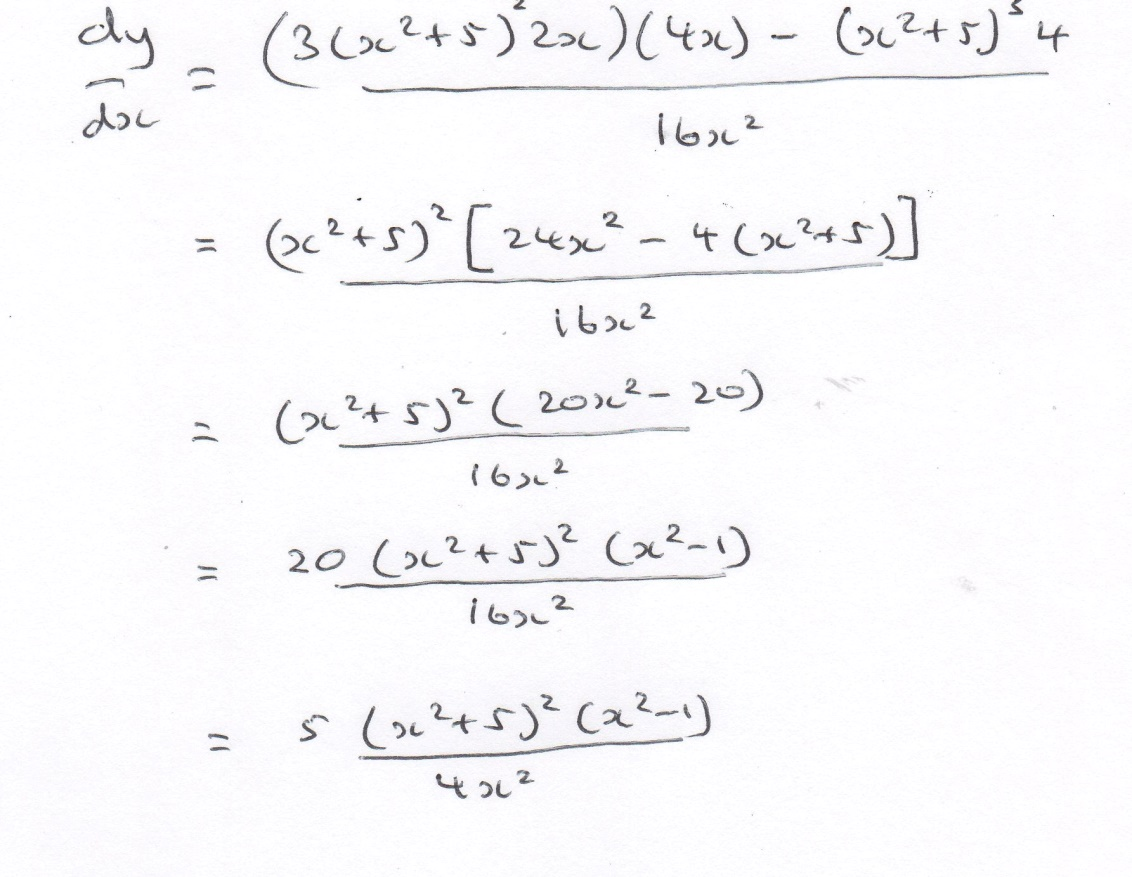 dy/dx = (3(x²+5)²2x)(4x) - (x²+5)³4 / 16x²
= (x²+5)² [24x² - 4(x²+5)] / 16x²
= (x²+5)² (20x² - 20) / 16x²
= 20 (x²+5)² (x²-1) / 16x²
= 5 (x²+5)² (x²-1) / 4x²